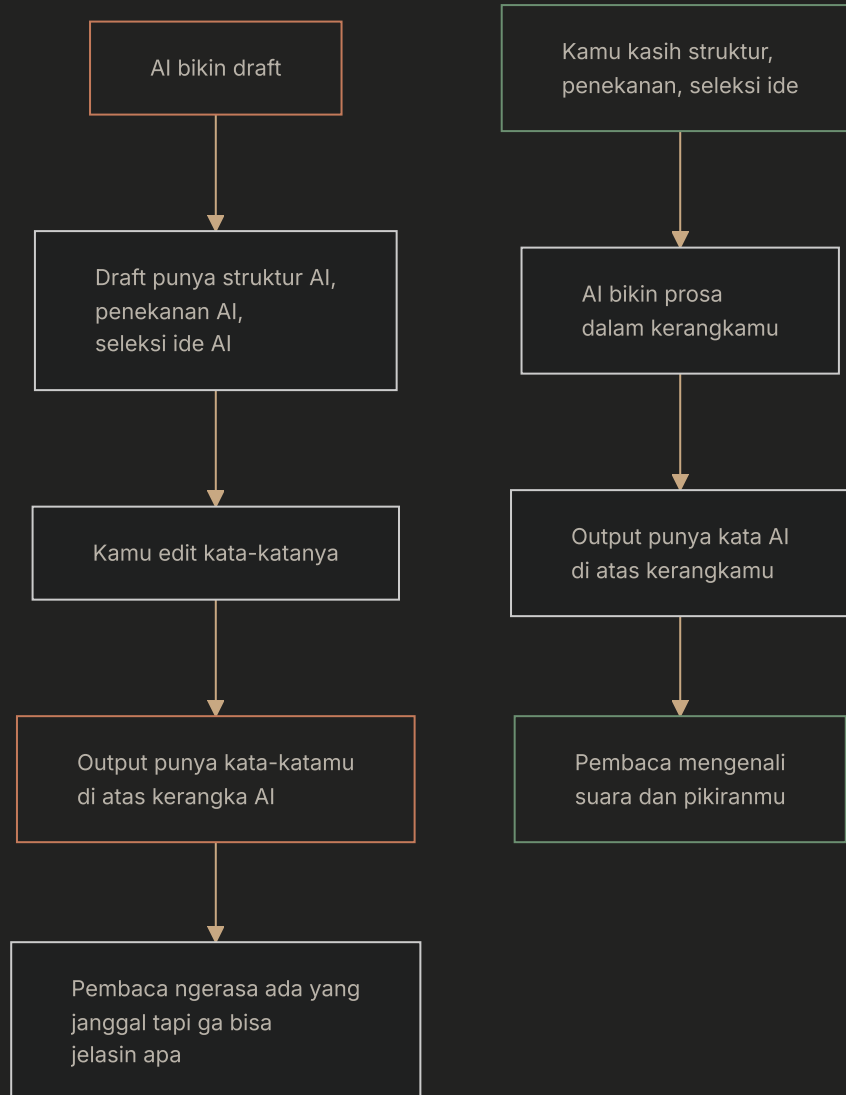 AI bikin draft
Draft punya struktur AI,
penekanan AI,
seleksi ide AI
Kamu edit kata-katanya
Output punya kata-katamu
di atas kerangka AI
Pembaca ngerasa ada yang
janggal tapi ga bisa
jelasin apa
Kamu kasih struktur,
penekanan, seleksi ide
AI bikin prosa
dalam kerangkamu
Output punya kata AI
di atas kerangkamu
Pembaca mengenali
suara dan pikiranmu